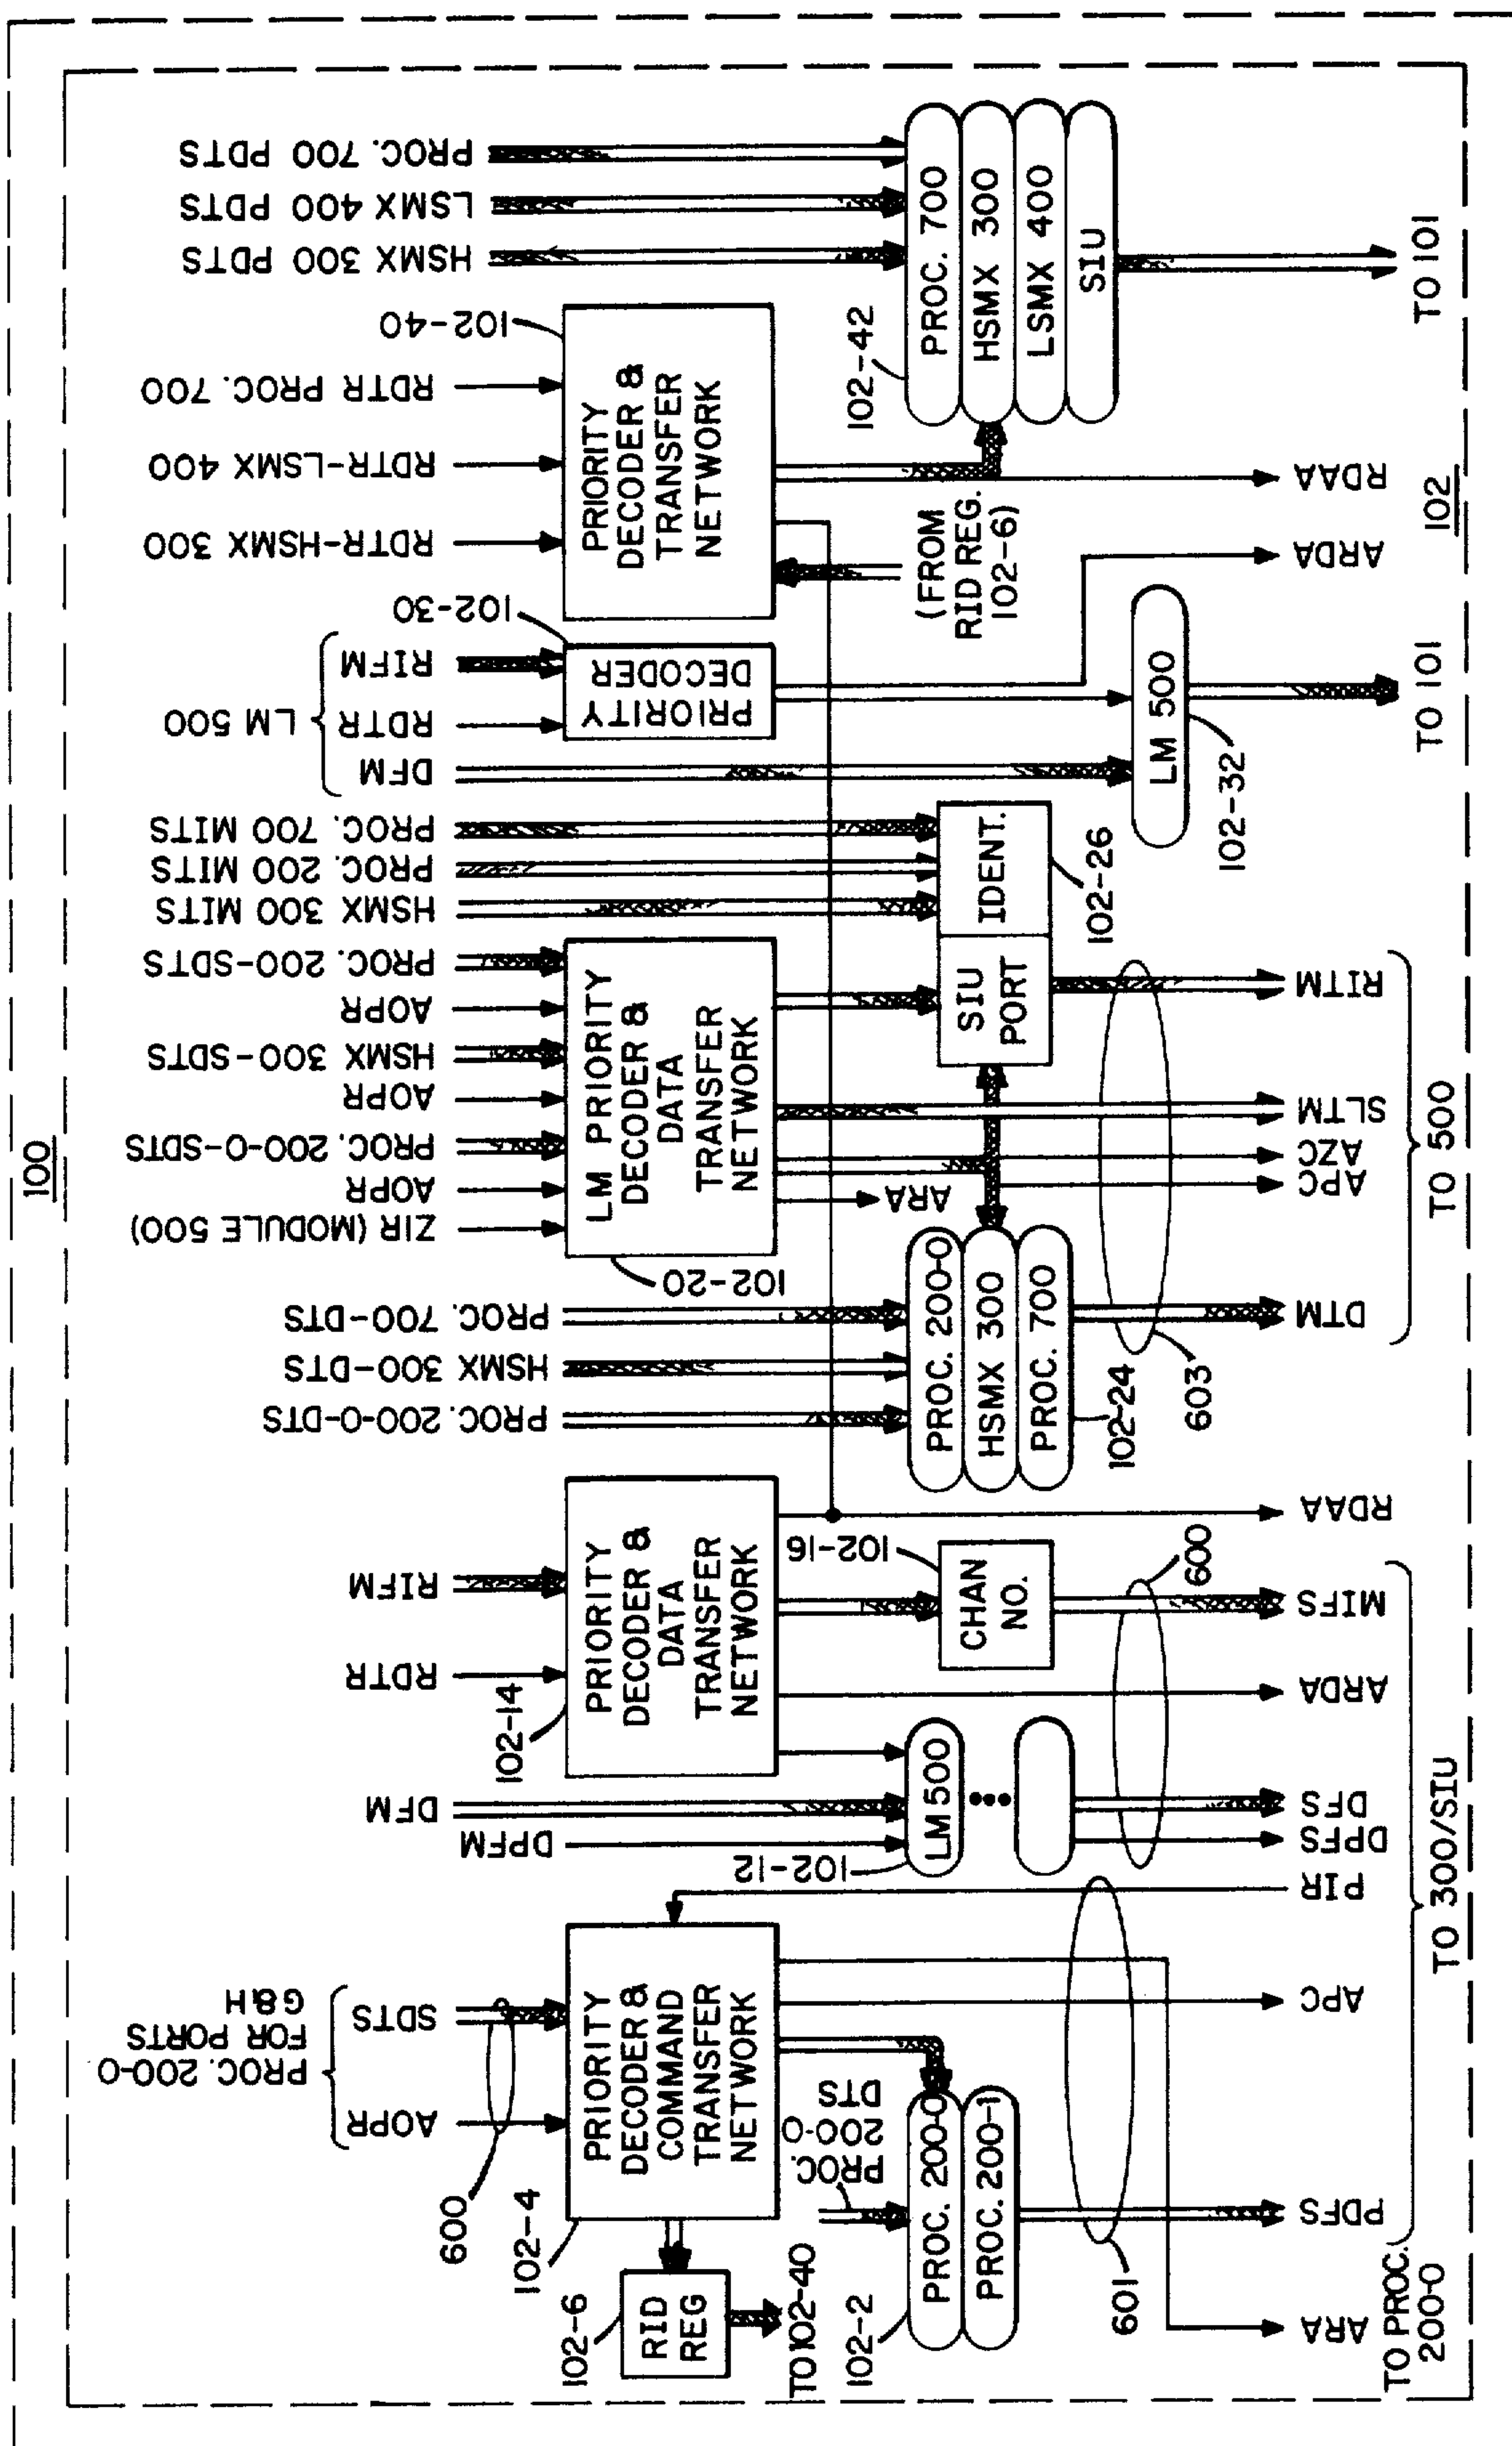 100
PROC. 200-0
FOR PORTS
G&H
AOPR
SDTS
600
102-4
PRIORITY
DECODER &
COMMAND
TRANSFER
NETWORK
102-6
RID
REG
TO 102-40
PROC.
200-0
DTS
102-2
PROC. 200-0
PROC. 200-1
601
ARA
PDFS
APC
PIR
TO PROC.
200-0
DPFM
DFM
RDTR
RIFM
102-14
PRIORITY
DECODER &
DATA
TRANSFER
NETWORK
102-12
LM 500
102-16
CHAN
NO.
600
DPFS
DFS
ARDA
MIFS
RDAA
TO 300/SIU
PROC. 200-0-DTS
HSMX 300-DTS
PROC. 700-DTS
ZIR (MODULE 500)
AOPR
PROC. 200-0-SDTS
AOPR
HSMX 300-SDTS
AOPR
PROC. 200-SDTS
HSMX 300 MITS
PROC. 200 MITS
PROC. 700 MITS
102-20
LM PRIORITY
DECODER &
DATA
TRANSFER
NETWORK
ARA
PROC. 200-0
HSMX 300
PROC. 700
102-24
SIU
PORT
IDENT.
102-26
603
DTM
APC
AZC
SLTM
RITM
TO 500
LM 500
DFM
RDTR
RIFM
102-30
PRIORITY
DECODER
LM 500
102-32
ARDA
TO 101
RDTR-HSMX 300
RDTR-LSMX 400
RDTR PROC. 700
102-40
PRIORITY
DECODER &
TRANSFER
NETWORK
(FROM
RID REG.
102-6)
RDAA
HSMX 300 PDTS
LSMX 400 PDTS
PROC. 700 PDTS
102-42
PROC. 700
HSMX 300
LSMX 400
SIU
TO 101
102